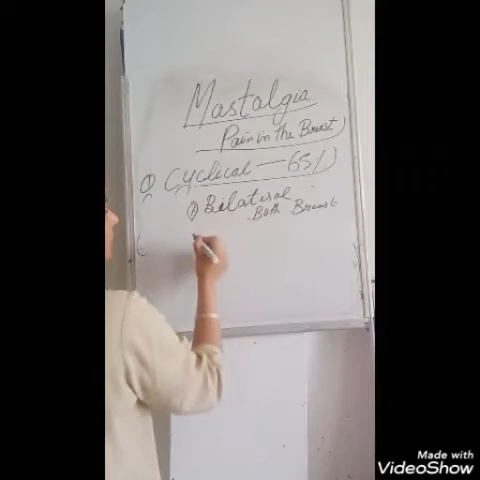 Mastalgia
Pain in the Breast)
① Cyclical — 65%)
① Bilateral
Both Breast
Made with
VideoShow